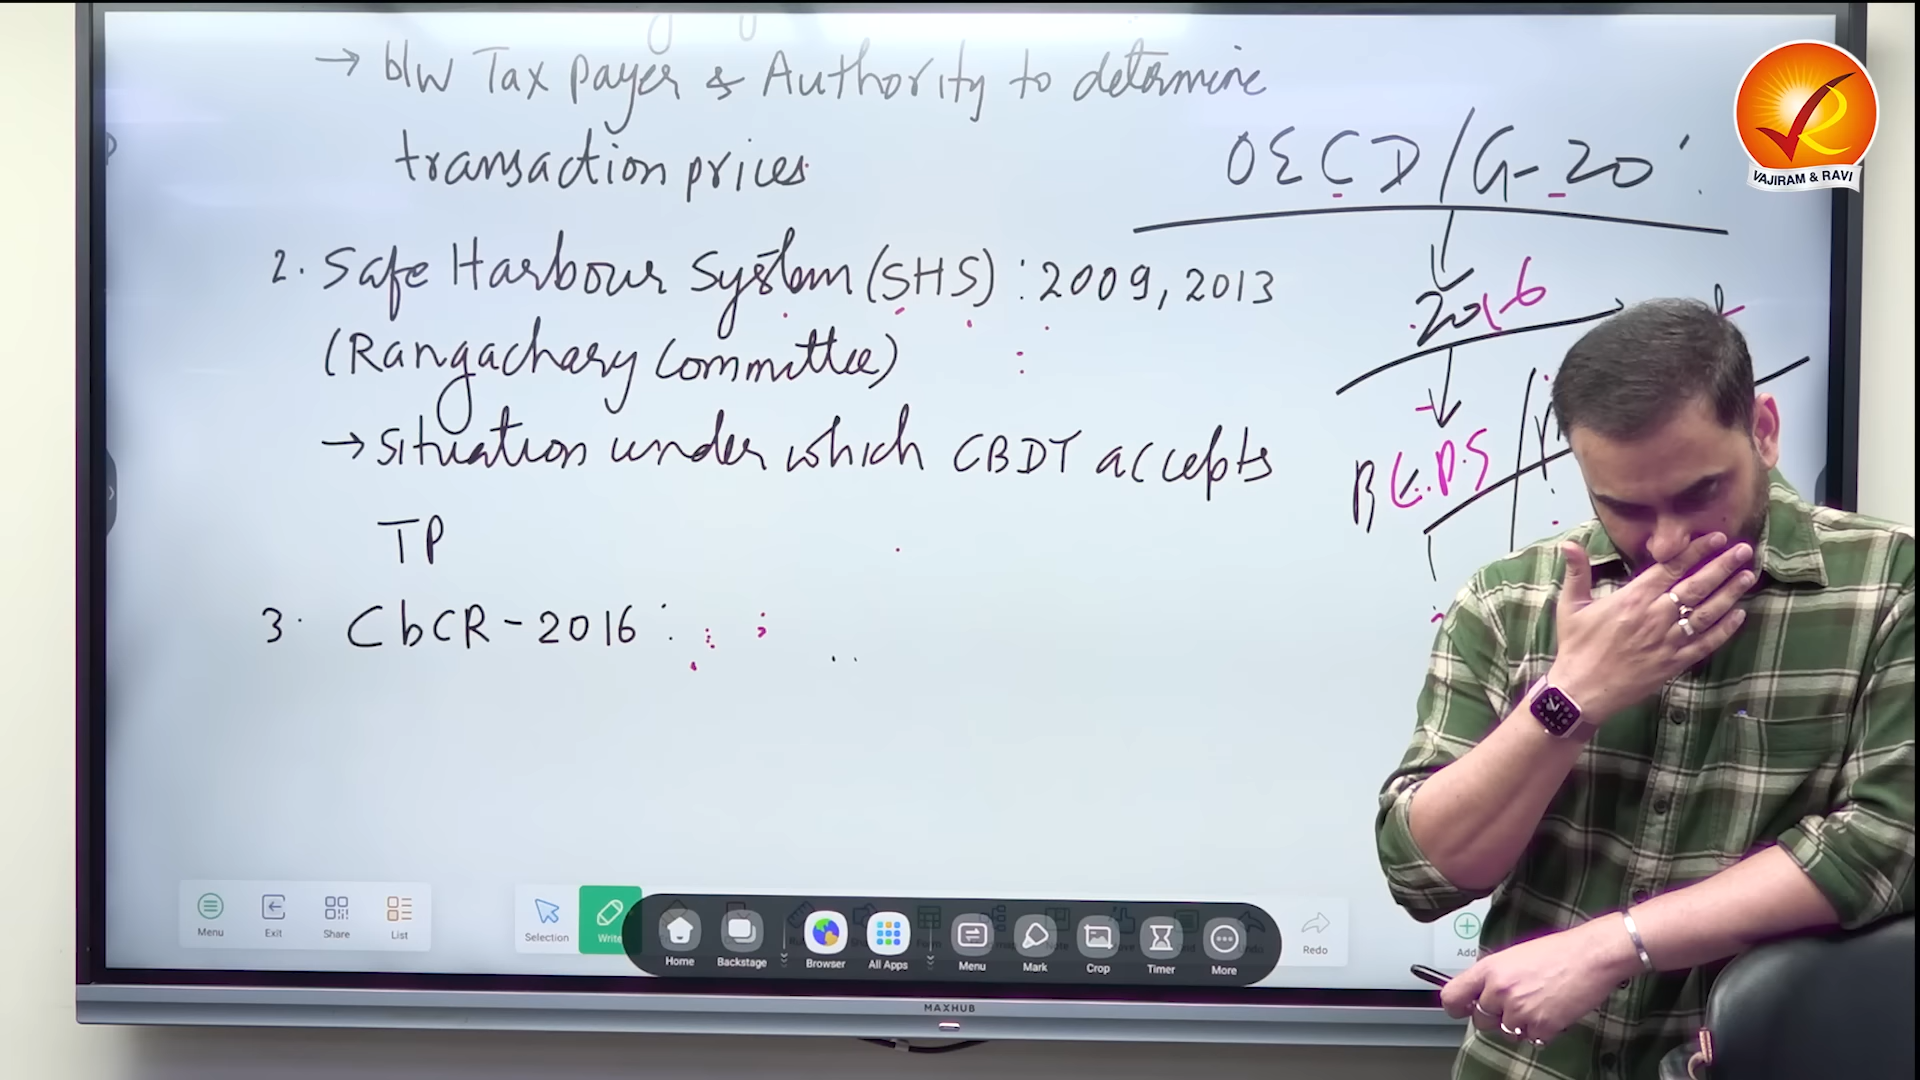 → b/w Tax payer & Authority to determine
transaction prices.
2. Safe Harbour System (SHS) : 2009, 2013
(Rangachary Committee)
→ Situation under which CBDT accepts
TP
3. CbCR - 2016 :
OECD/G-20 :
2016
B.E.P.S
VAJIRAM & RAVI
Menu
Exit
Share
List
Selection
Write
Home
Backstage
Browser
All Apps
Menu
Mark
Crop
Timer
More
Redo
Add
MAXHUB